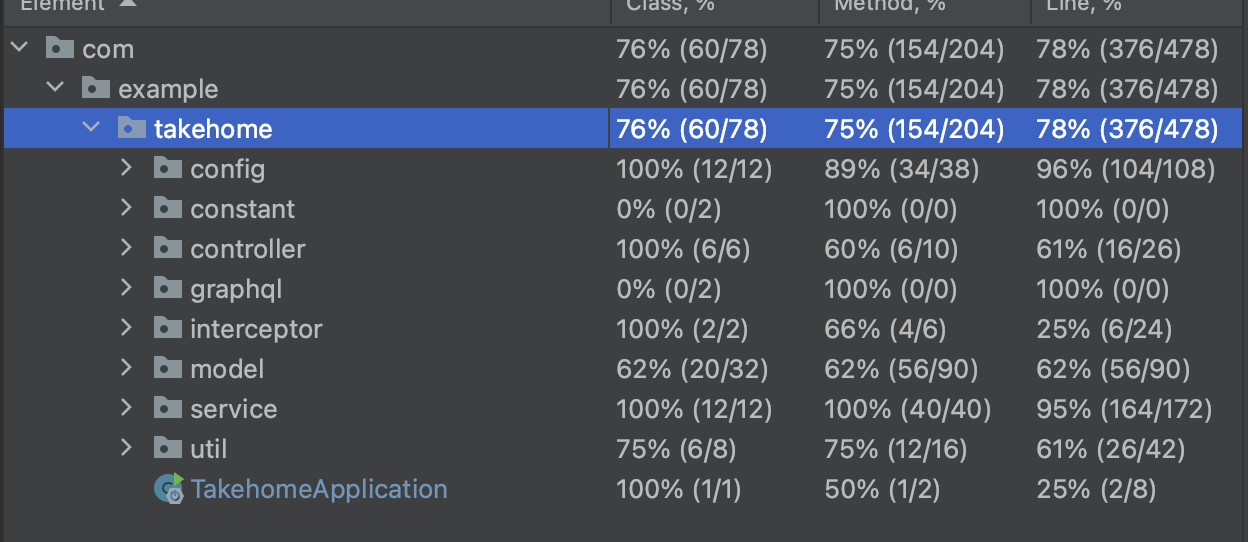 Element Class, % Method, % Line, %
com 76% (60/78) 75% (154/204) 78% (376/478)
example 76% (60/78) 75% (154/204) 78% (376/478)
takehome 76% (60/78) 75% (154/204) 78% (376/478)
config 100% (12/12) 89% (34/38) 96% (104/108)
constant 0% (0/2) 100% (0/0) 100% (0/0)
controller 100% (6/6) 60% (6/10) 61% (16/26)
graphql 0% (0/2) 100% (0/0) 100% (0/0)
interceptor 100% (2/2) 66% (4/6) 25% (6/24)
model 62% (20/32) 62% (56/90) 62% (56/90)
service 100% (12/12) 100% (40/40) 95% (164/172)
util 75% (6/8) 75% (12/16) 61% (26/42)
TakehomeApplication 100% (1/1) 50% (1/2) 25% (2/8)